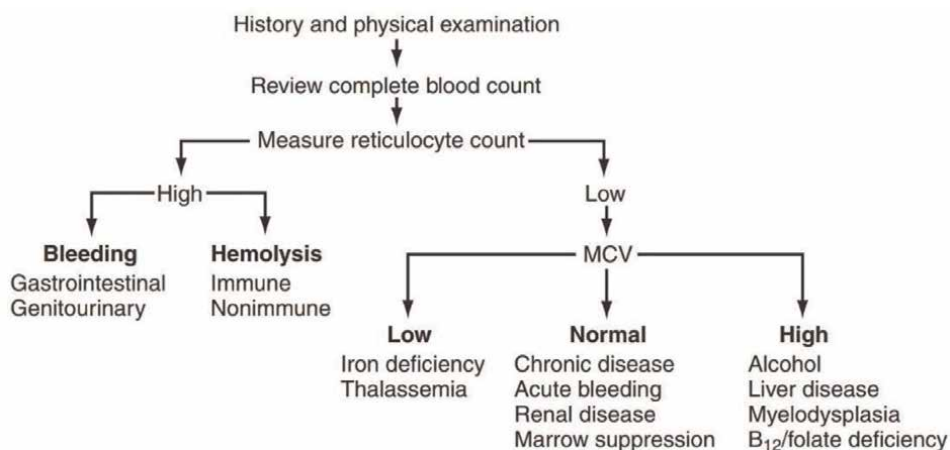 History and physical examination
Review complete blood count
Measure reticulocyte count
High
Low
Bleeding
Gastrointestinal
Genitourinary
Hemolysis
Immune
Nonimmune
MCV
Low
Iron deficiency
Thalassemia
Normal
Chronic disease
Acute bleeding
Renal disease
Marrow suppression
High
Alcohol
Liver disease
Myelodysplasia
B₁₂/folate deficiency